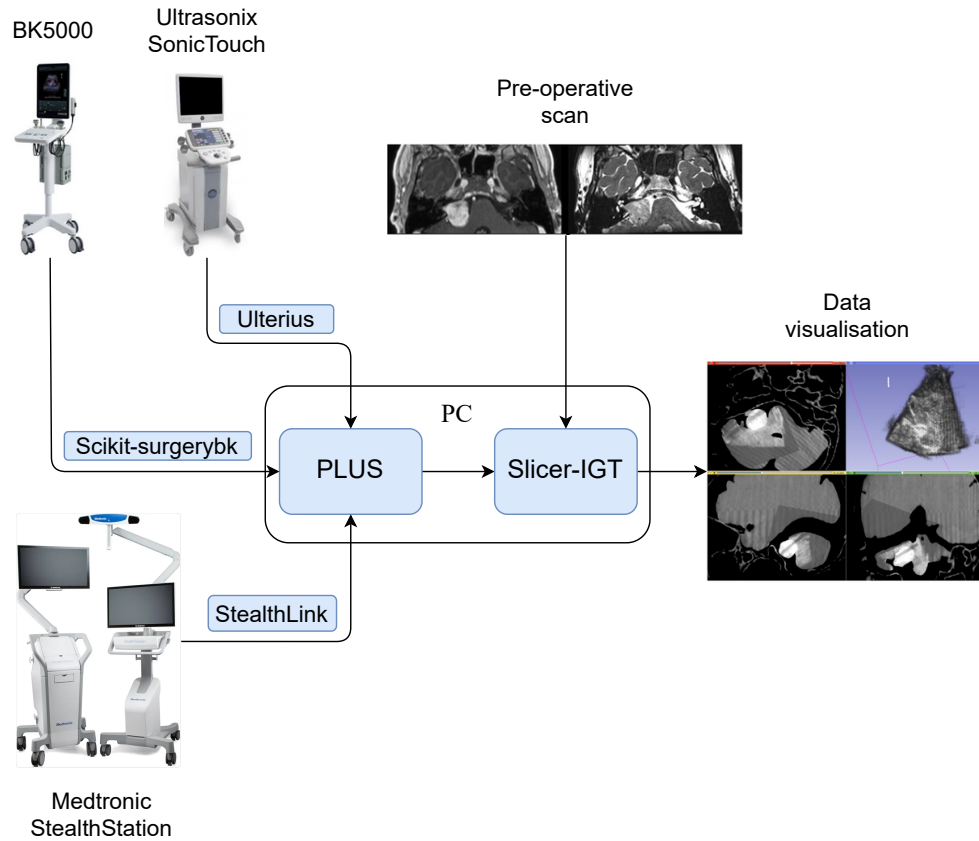 BK5000
Ultrasonix
SonicTouch
Pre-operative
scan
Ulterius
Data
visualisation
PC
Scikit-surgerybk
PLUS
Slicer-IGT
StealthLink
Medtronic
StealthStation